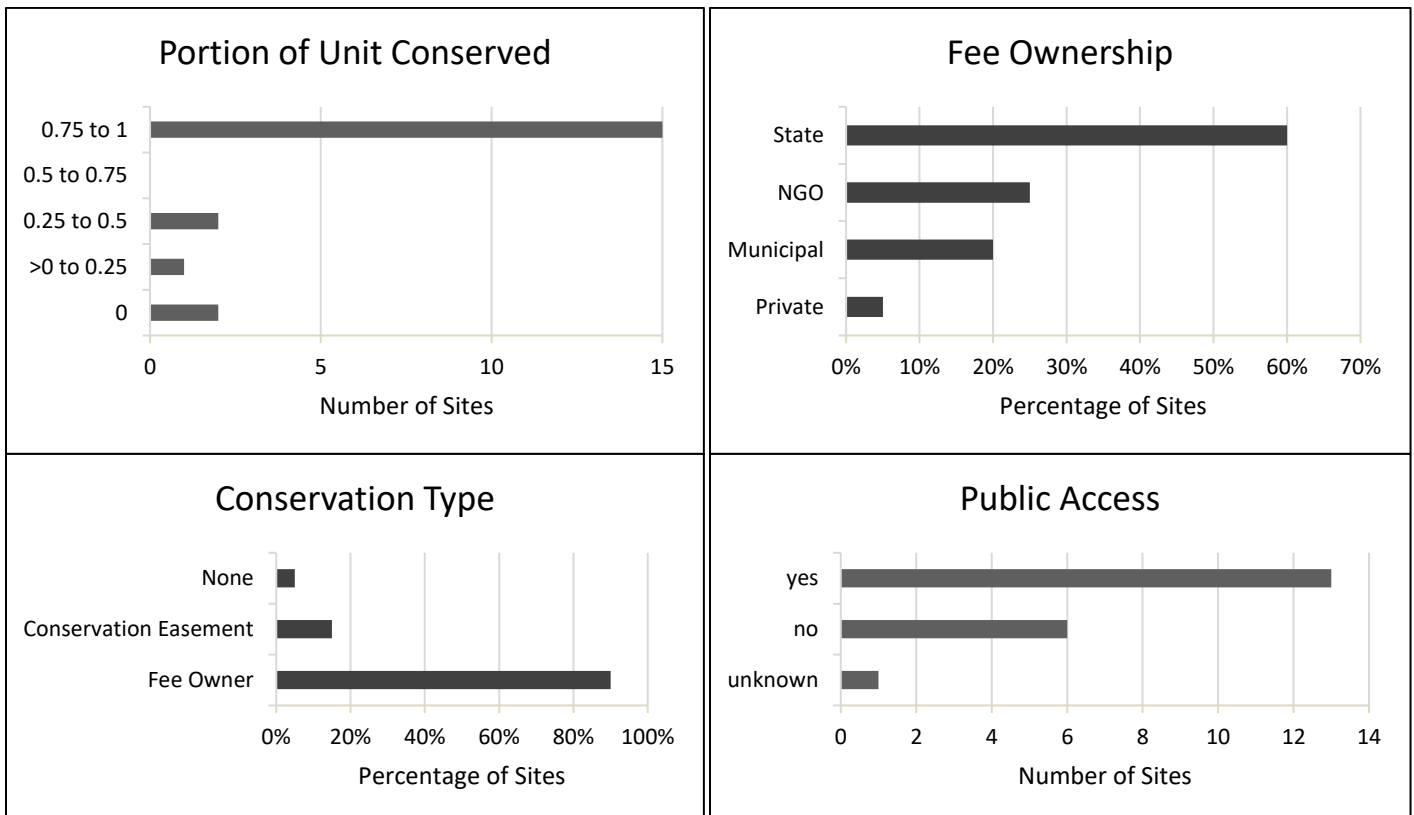 Portion of Unit Conserved
0.75 to 1
0.5 to 0.75
0.25 to 0.5
>0 to 0.25
0
0 5 10 15
Number of Sites
Fee Ownership
State
NGO
Municipal
Private
0% 10% 20% 30% 40% 50% 60% 70%
Percentage of Sites
Conservation Type
None
Conservation Easement
Fee Owner
0% 20% 40% 60% 80% 100%
Percentage of Sites
Public Access
yes
no
unknown
0 2 4 6 8 10 12 14
Number of Sites